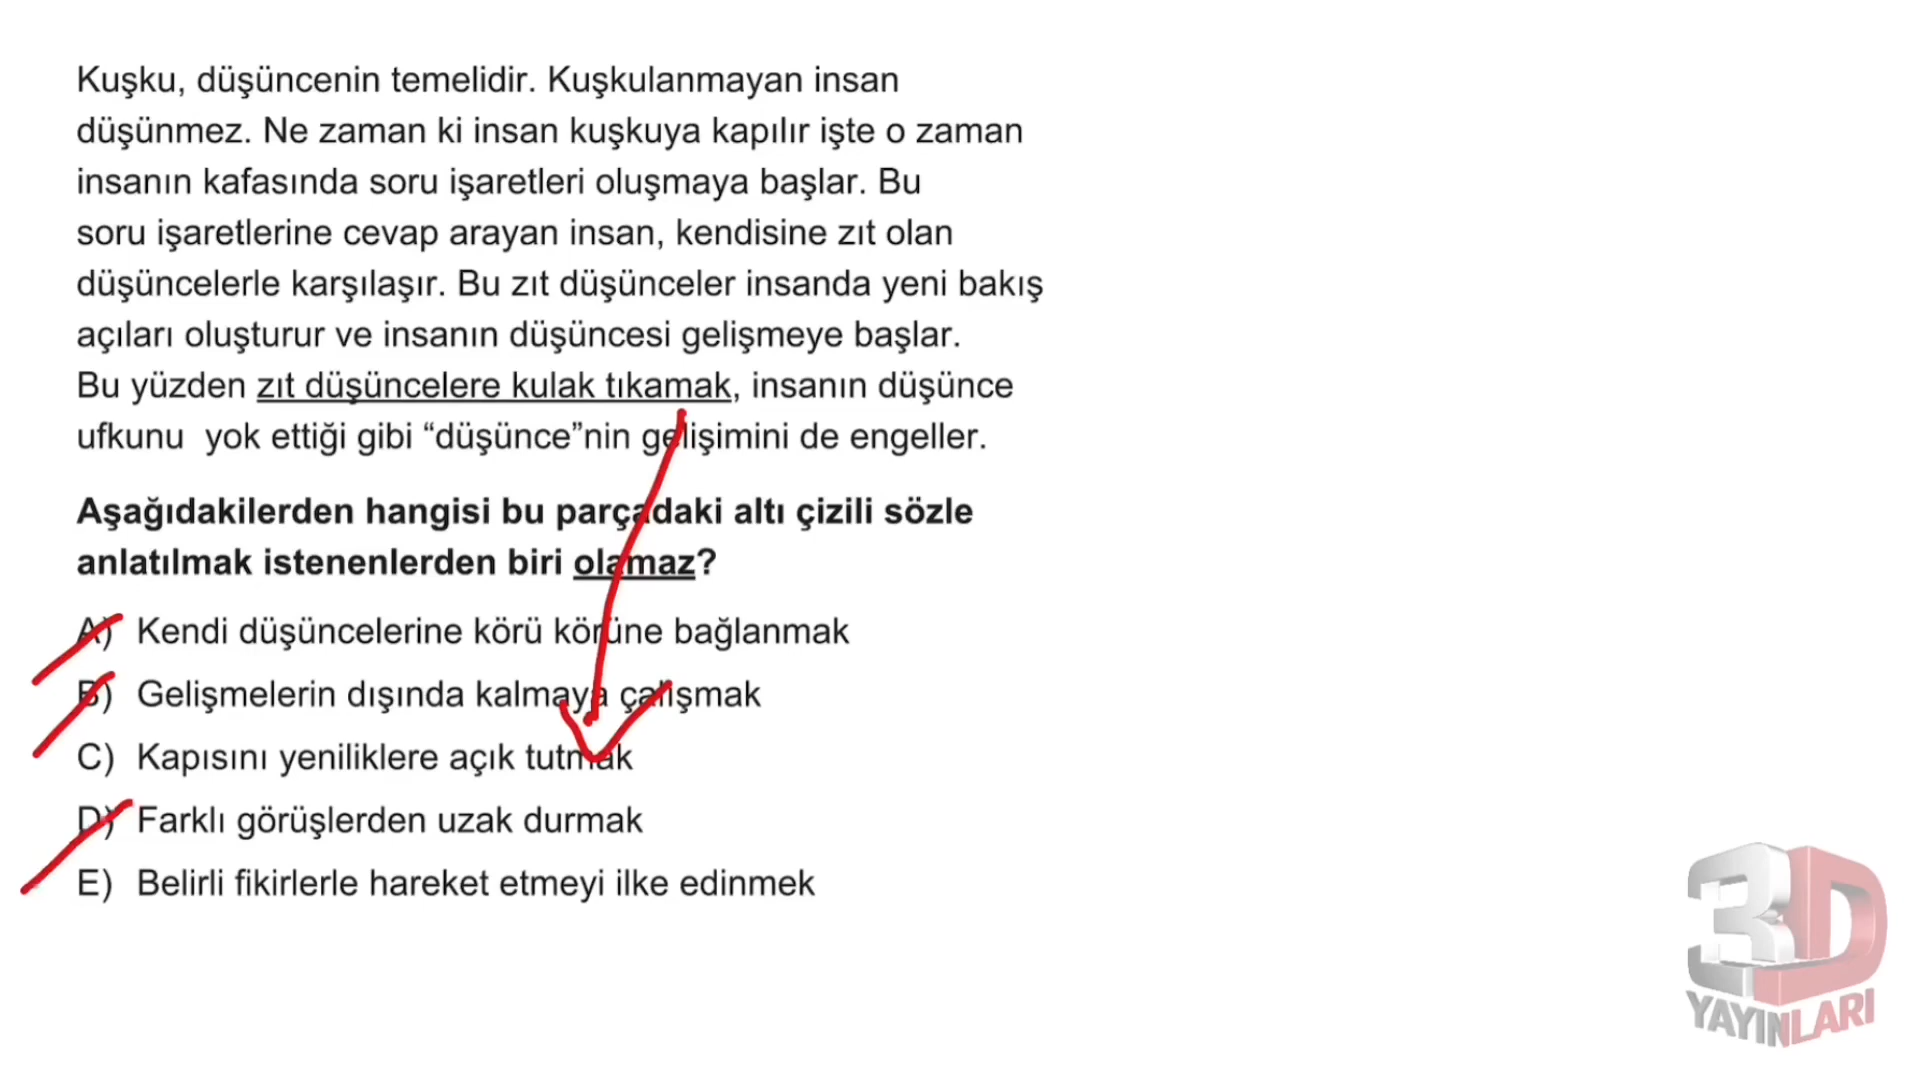 Kuşku, düşüncenin temelidir. Kuşkulanmayan insan
düşünmez. Ne zaman ki insan kuşkuya kapılır işte o zaman
insanın kafasında soru işaretleri oluşmaya başlar. Bu
soru işaretlerine cevap arayan insan, kendisine zıt olan
düşüncelerle karşılaşır. Bu zıt düşünceler insanda yeni bakış
açıları oluşturur ve insanın düşüncesi gelişmeye başlar.
Bu yüzden zıt düşüncelere kulak tıkamak, insanın düşünce
ufkunu yok ettiği gibi “düşünce”nin gelişimini de engeller.
Aşağıdakilerden hangisi bu parçadaki altı çizili sözle
anlatılmak istenenlerden biri olamaz?
A) Kendi düşüncelerine körü körüne bağlanmak
B) Gelişmelerin dışında kalmaya çalışmak
C) Kapısını yeniliklere açık tutmak
D) Farklı görüşlerden uzak durmak
E) Belirli fikirlerle hareket etmeyi ilke edinmek
3D
YAYINLARI